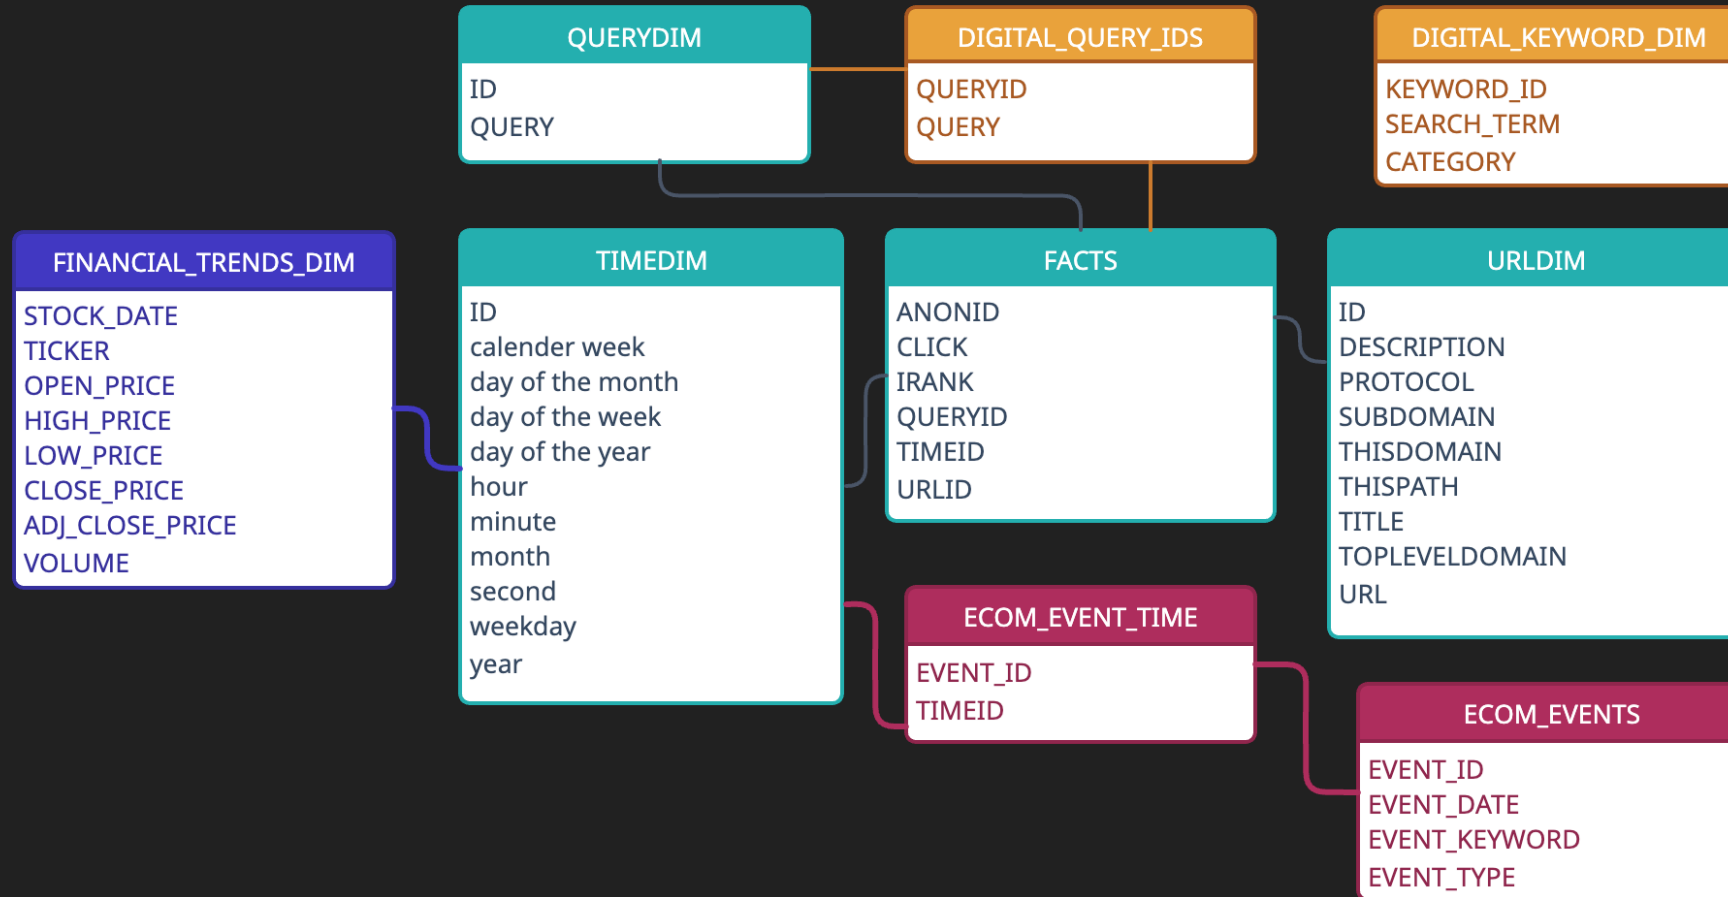 QUERYDIM
ID
QUERY
DIGITAL_QUERY_IDS
QUERYID
QUERY
DIGITAL_KEYWORD_DIM
KEYWORD_ID
SEARCH_TERM
CATEGORY
FINANCIAL_TRENDS_DIM
STOCK_DATE
TICKER
OPEN_PRICE
HIGH_PRICE
LOW_PRICE
CLOSE_PRICE
ADJ_CLOSE_PRICE
VOLUME
TIMEDIM
ID
calender week
day of the month
day of the week
day of the year
hour
minute
month
second
weekday
year
FACTS
ANONID
CLICK
IRANK
QUERYID
TIMEID
URLID
URLDIM
ID
DESCRIPTION
PROTOCOL
SUBDOMAIN
THISDOMAIN
THISPATH
TITLE
TOPLEVELDOMAIN
URL
ECOM_EVENT_TIME
EVENT_ID
TIMEID
ECOM_EVENTS
EVENT_ID
EVENT_DATE
EVENT_KEYWORD
EVENT_TYPE